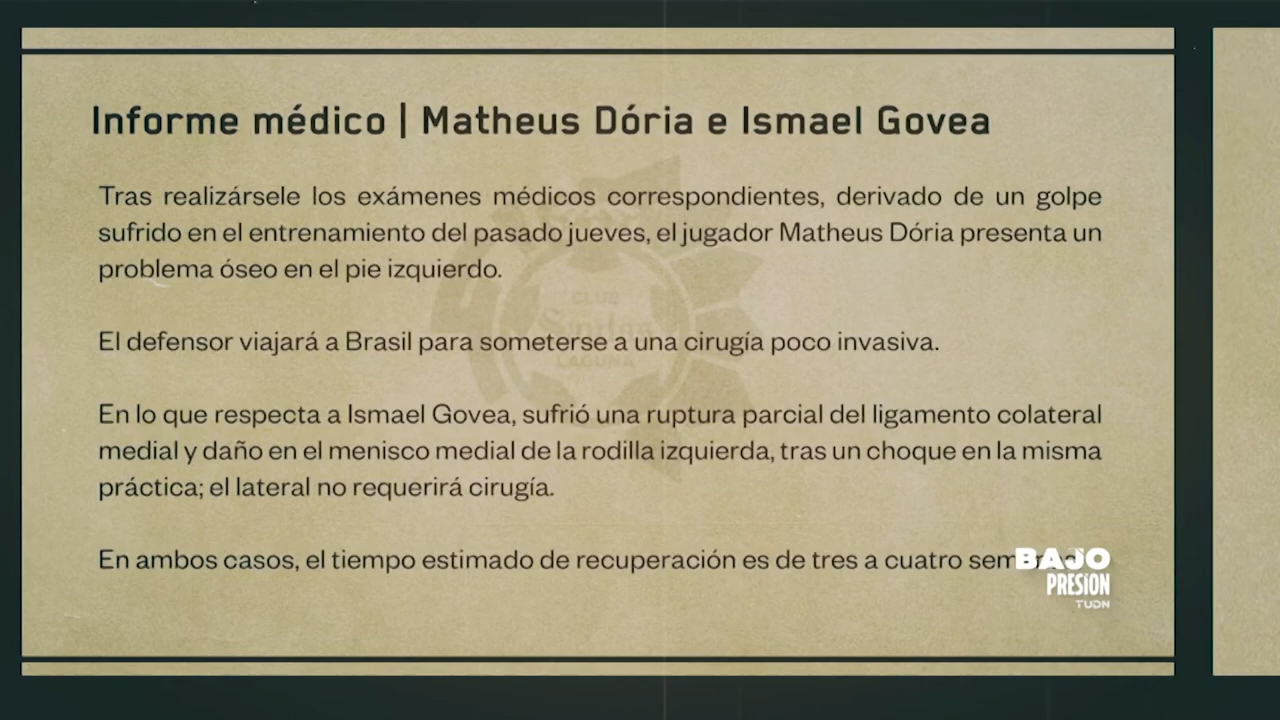 Informe médico | Matheus Dória e Ismael Govea
Tras realizársele los exámenes médicos correspondientes, derivado de un golpe
sufrido en el entrenamiento del pasado jueves, el jugador Matheus Dória presenta un
problema óseo en el pie izquierdo.
El defensor viajará a Brasil para someterse a una cirugía poco invasiva.
En lo que respecta a Ismael Govea, sufrió una ruptura parcial del ligamento colateral
medial y daño en el menisco medial de la rodilla izquierda, tras un choque en la misma
práctica; el lateral no requerirá cirugía.
En ambos casos, el tiempo estimado de recuperación es de tres a cuatro
CLUB
Santos
LAGUNA
BAJO
PRESIÓN
TUDN